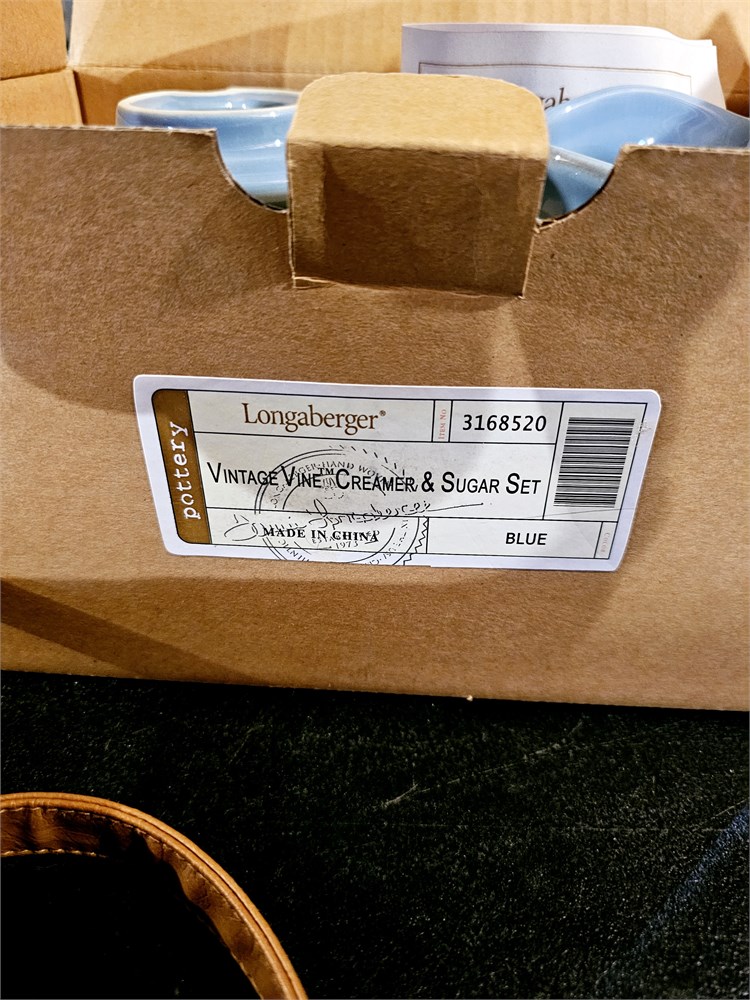 pottery
Longaberger®
ITEM NO
3168520
VINTAGE VINE™ CREAMER & SUGAR SET
MADE IN CHINA
BLUE